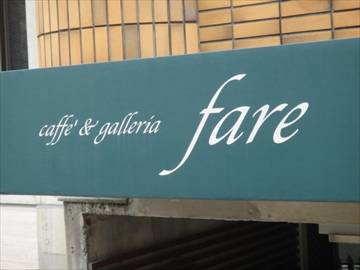 caffe' & galleria fare